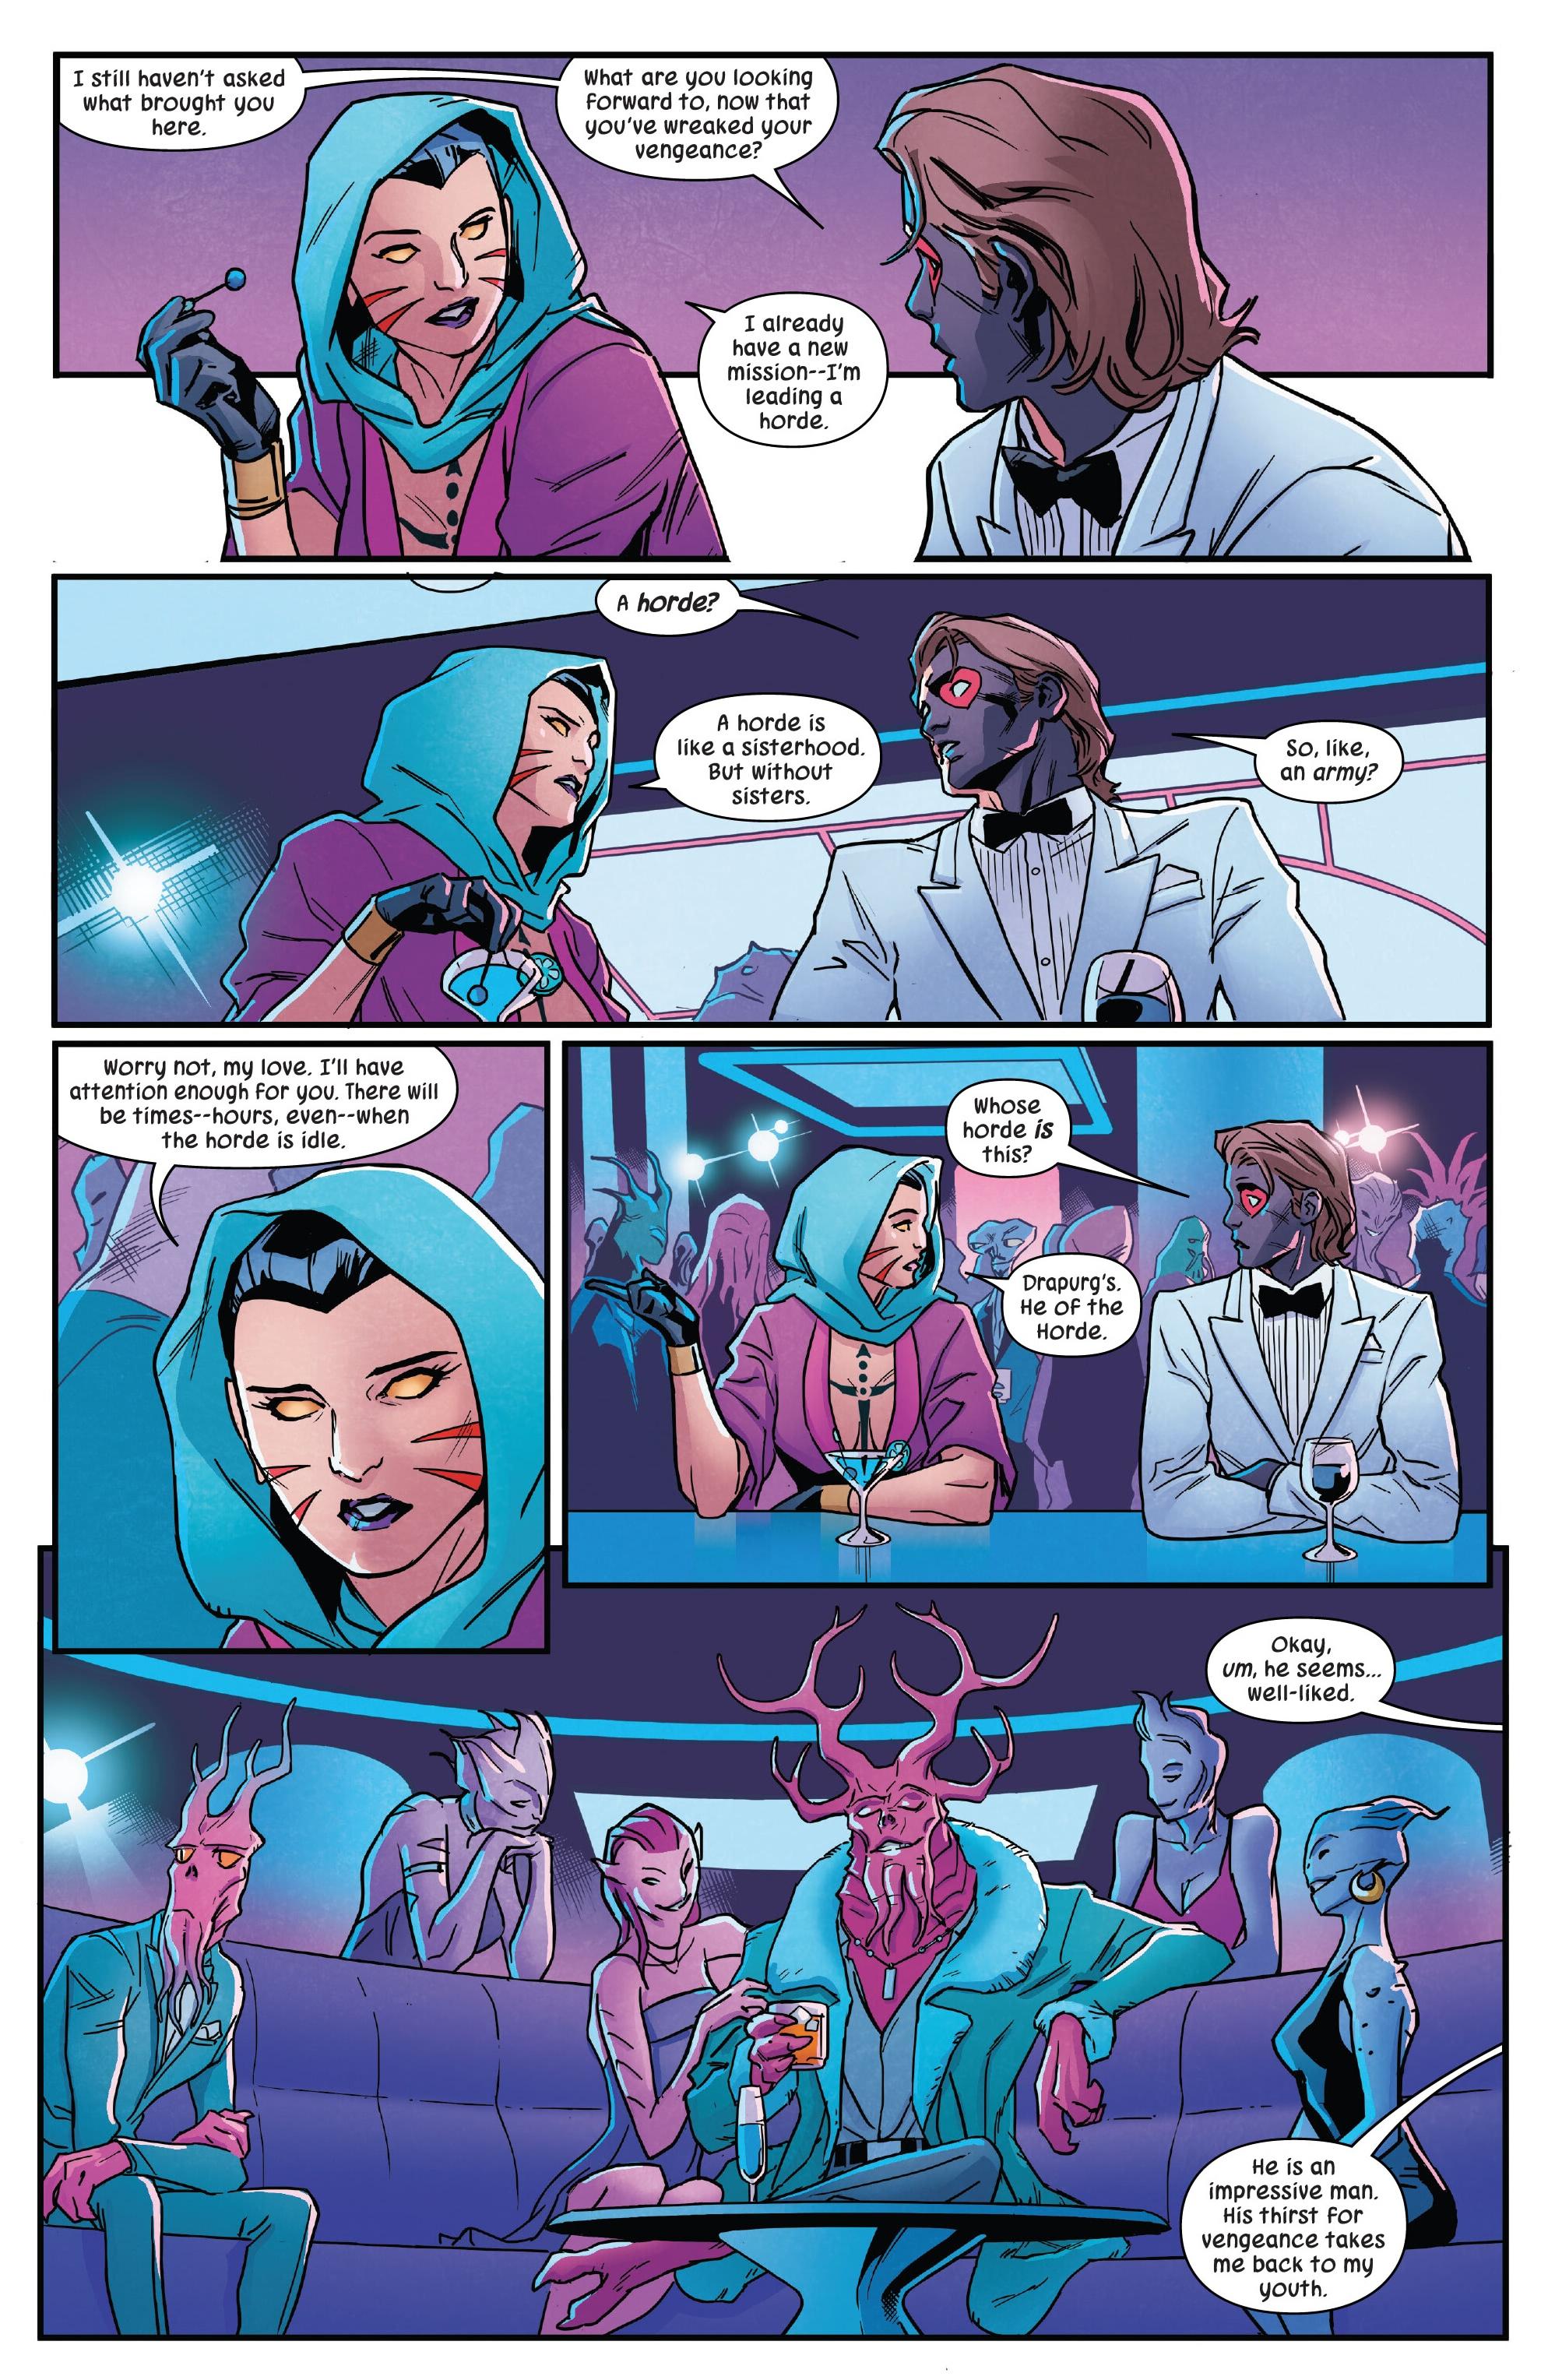 I still haven't asked
what brought you
here.
What are you looking
forward to, now that
you've wreaked your
vengeance?
I already
have a new
mission--I'm
leading a
horde.
A horde?
A horde is
like a sisterhood.
But without
sisters.
So, like,
an army?
Worry not, my love. I'll have
attention enough for you. There will
be times--hours, even--when
the horde is idle.
Whose
horde is
this?
Drapurg's.
He of the
Horde.
Okay,
um, he seems...
well-liked.
He is an
impressive man.
His thirst for
vengeance takes
me back to my
youth.